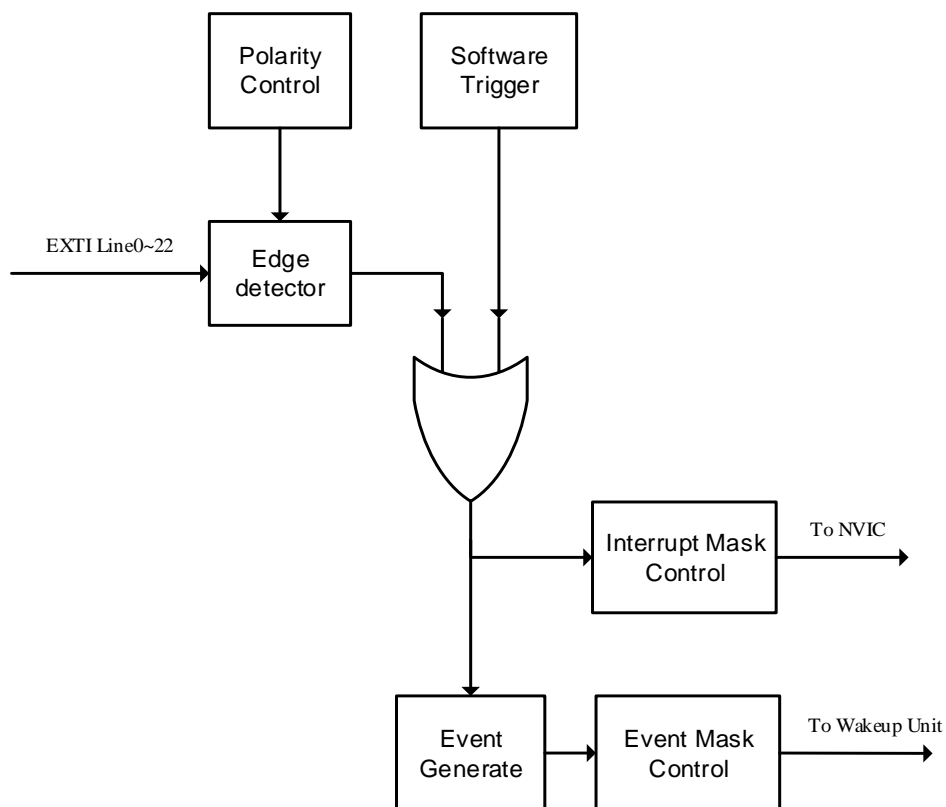 Polarity
Control
Software
Trigger
EXTI Line0~22
Edge
detector
To NVIC
Interrupt Mask
Control
To Wakeup Unit
Event
Generate
Event Mask
Control